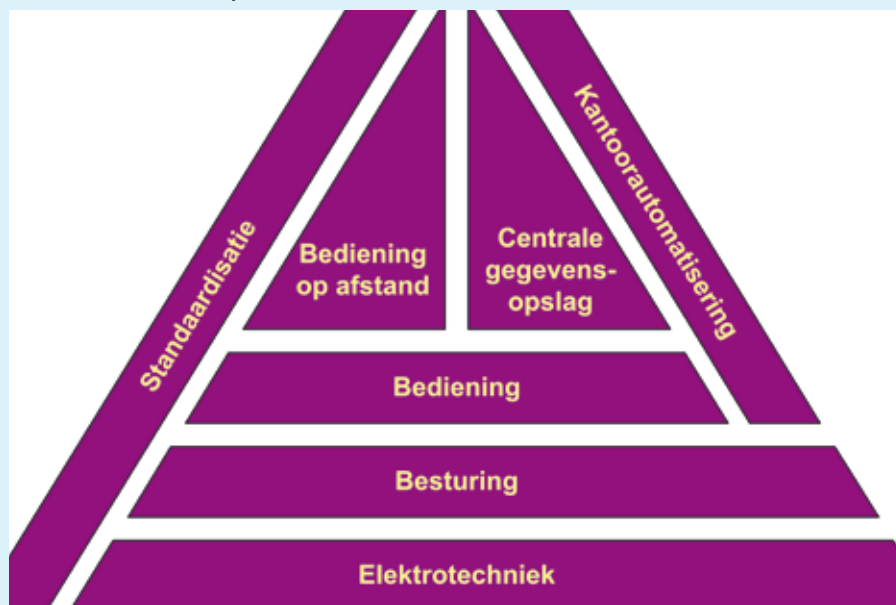 Standaardisatie
Bediening
op afstand
Centrale
gegevens-
opslag
Kantoorautomatisering
Bediening
Besturing
Elektrotechniek